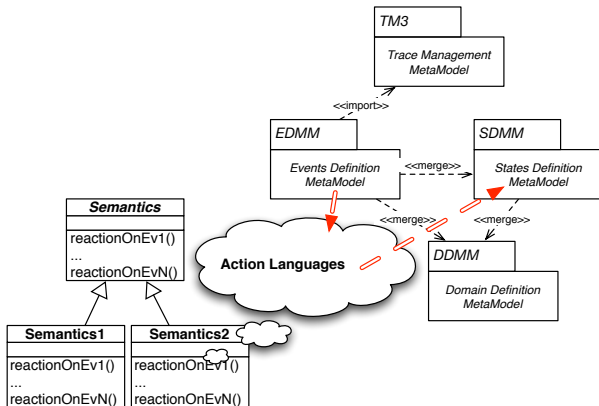 TM3
Trace Management
MetaModel
<<import>>
EDMM
Events Definition
MetaModel
<<merge>>
SDMM
States Definition
MetaModel
<<merge>>
<<merge>>
DDMM
Domain Definition
MetaModel
Action Languages
Semantics
reactionOnEv1()
...
reactionOnEvN()
Semantics1
reactionOnEv1()
...
reactionOnEvN()
Semantics2
reactionOnEv1()
...
reactionOnEvN()